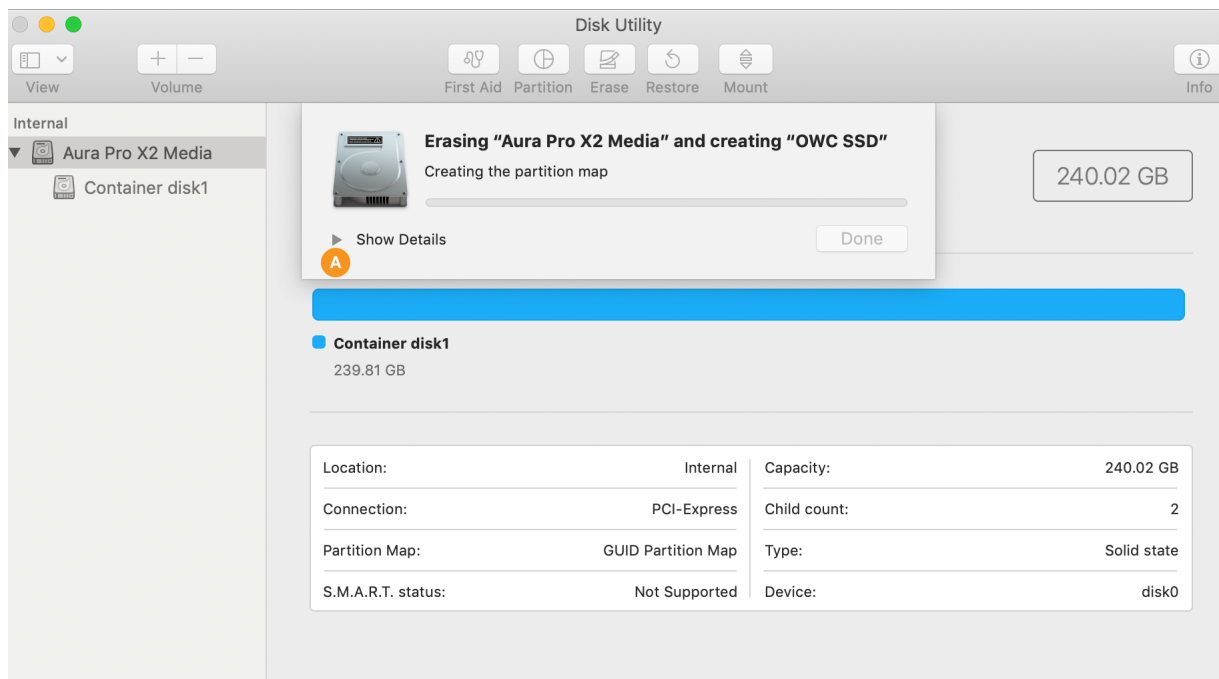 Disk Utility
View
Volume
First Aid
Partition
Erase
Restore
Mount
Info
Internal
Aura Pro X2 Media
Container disk1
Erasing “Aura Pro X2 Media” and creating “OWC SSD”
Creating the partition map
Show Details
Done
A
240.02 GB
Container disk1
239.81 GB
Location: Internal
Capacity: 240.02 GB
Connection: PCI-Express
Child count: 2
Partition Map: GUID Partition Map
Type: Solid state
S.M.A.R.T. status: Not Supported
Device: disk0